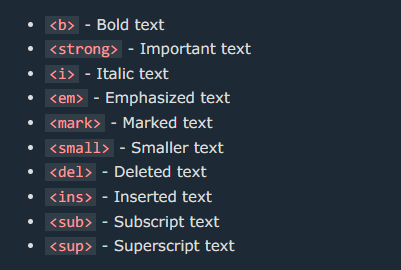 <b> - Bold text
<strong> - Important text
<i> - Italic text
<em> - Emphasized text
<mark> - Marked text
<small> - Smaller text
<del> - Deleted text
<ins> - Inserted text
<sub> - Subscript text
<sup> - Superscript text